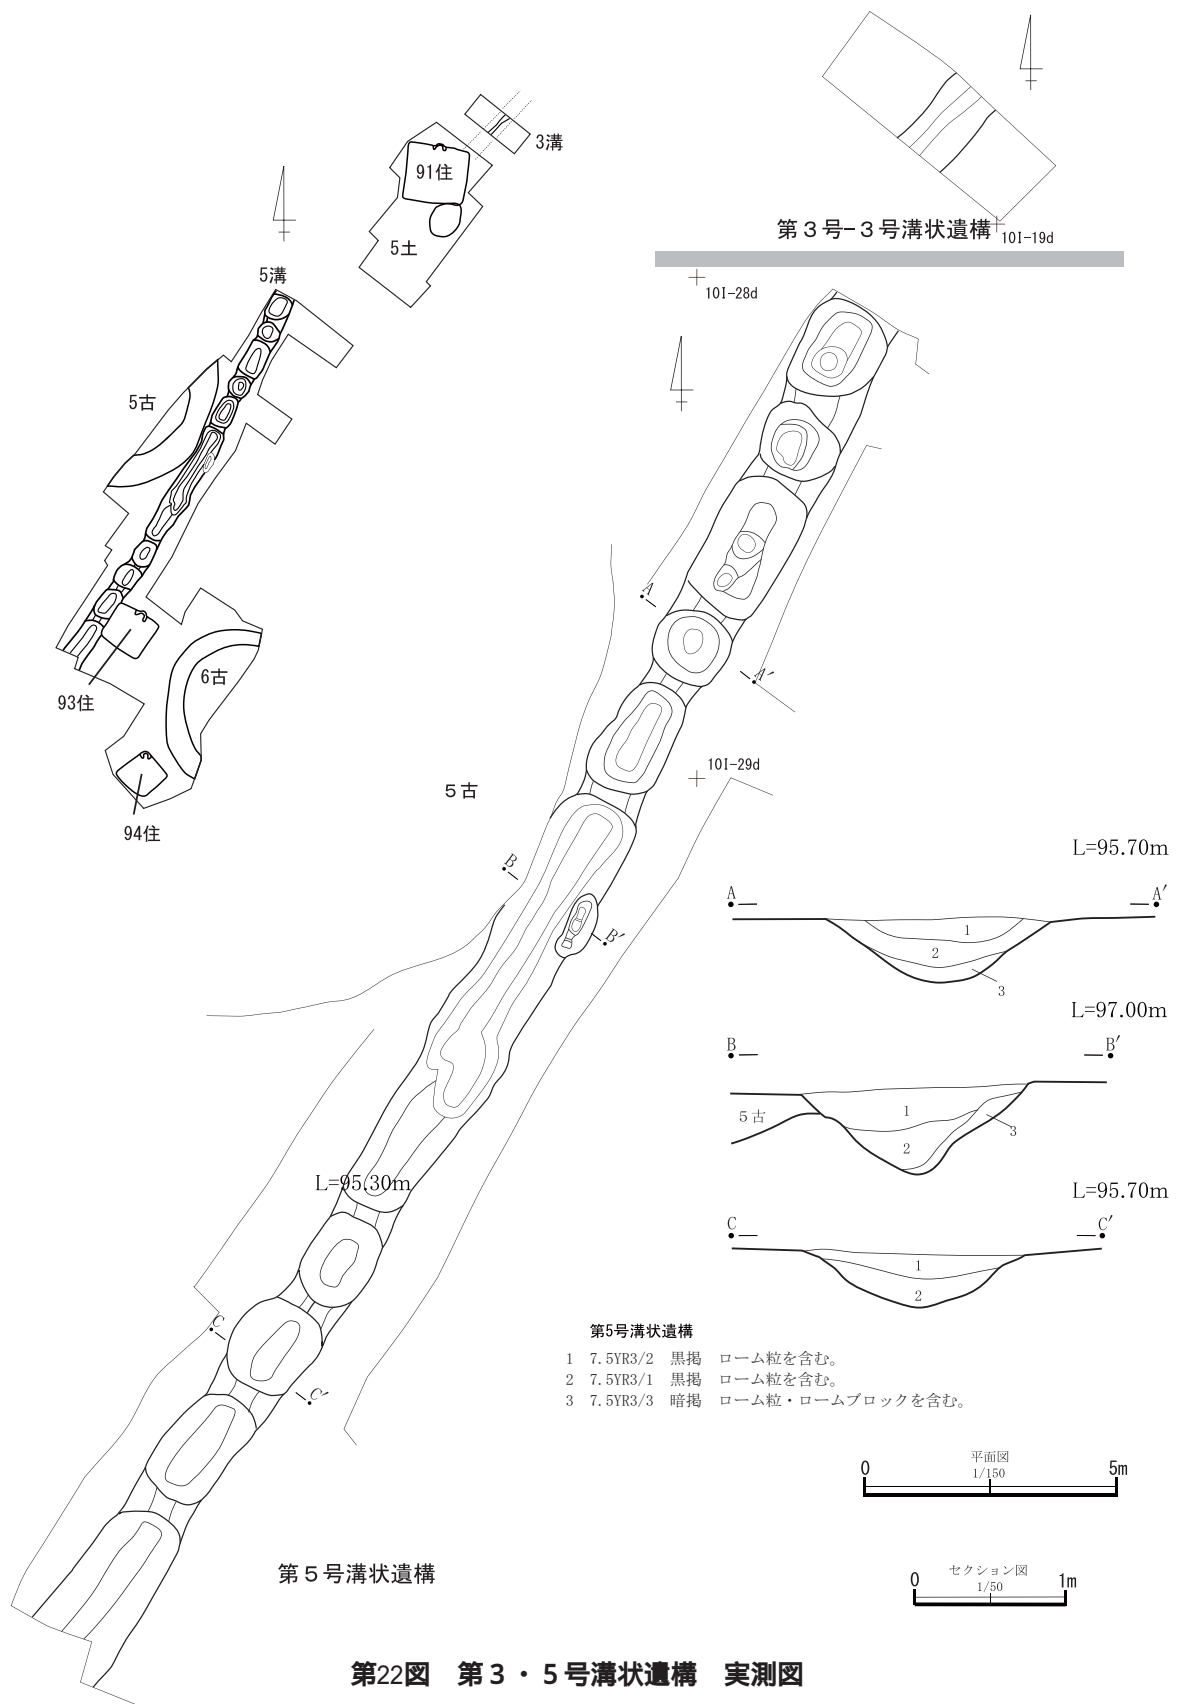 3溝
91住
5土
第３号−３号溝状遺構
10I−19d
10I−28d
5溝
5古
93住
6古
94住
A
A′
10I−29d
５古
B
B′
L=95.70m
A
A′
1
2
3
L=97.00m
B
B′
５古
1
2
3
L=95.30m
L=95.70m
C
C′
1
2
C
C′
第5号溝状遺構
1　7.5YR3/2　黒掲　ローム粒を含む。
2　7.5YR3/1　黒掲　ローム粒を含む。
3　7.5YR3/3　暗掲　ローム粒・ロームブロックを含む。
平面図
0　1/150　5m
第５号溝状遺構
セクション図
0　1/50　1m
第22図　第３・５号溝状遺構　実測図